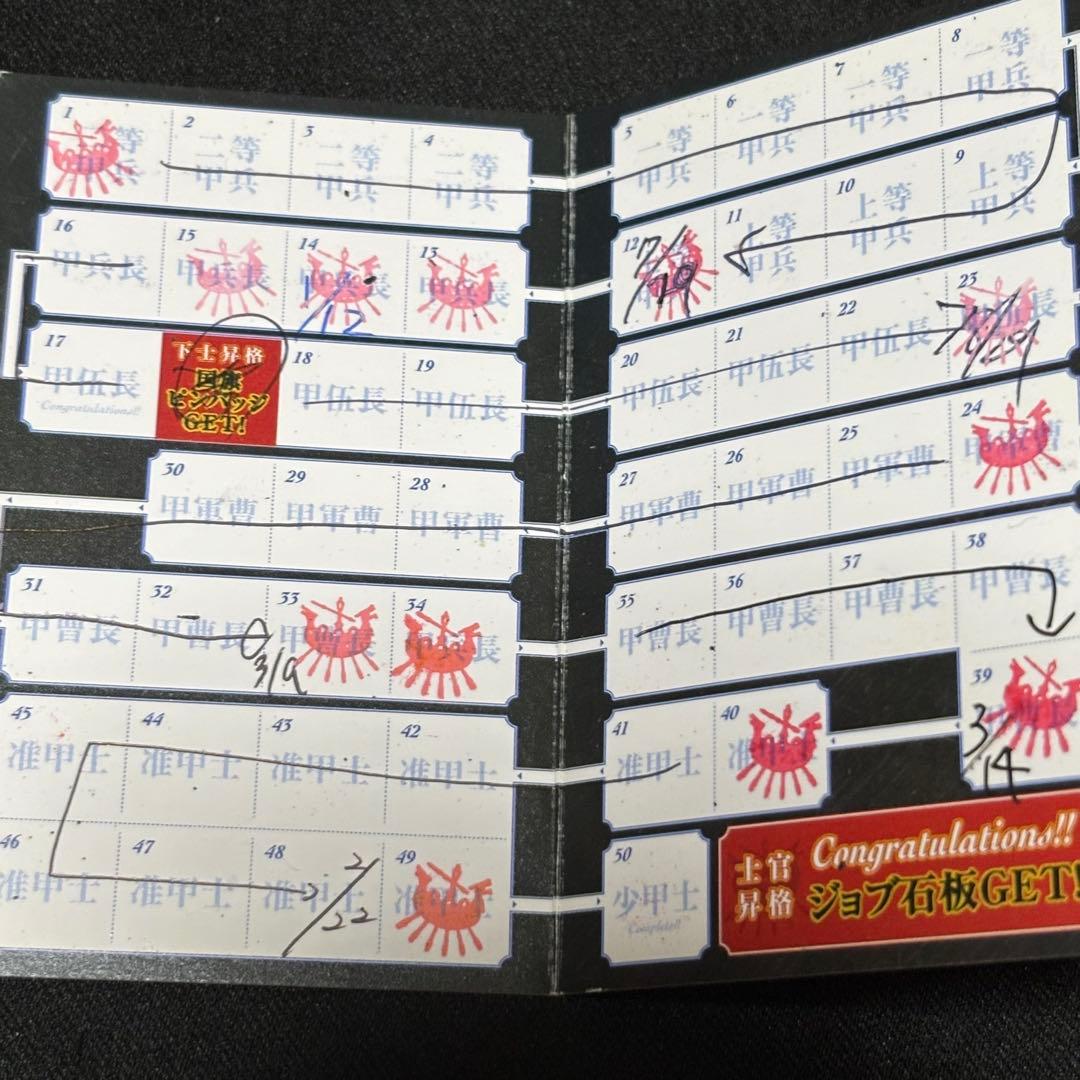 1 2 3 4 5 6 7 8
等 二等 二等 二等 一等 一等 一等 一等
兵 甲兵 甲兵 甲兵 甲兵 甲兵 甲兵 甲兵
16 15 14 13 12 11 10 9
甲兵長 甲兵長 甲兵長 甲兵長 上等 上等 上等
甲兵 甲兵 甲兵
1/12
7/19
17 18 19 20 21 22 23
甲伍長 甲伍長 甲伍長 甲伍長 甲伍長 甲伍長 長
Congratulations!!
下士昇格
国旗
ピンバッジ
GET!
30 29 28 27 26 25 24
甲軍曹 甲軍曹 甲軍曹 甲軍曹 甲軍曹 甲軍曹 甲軍曹
31 32 33 34 35 36 37 38
甲曹長 甲曹長 甲曹長 長 甲曹長 甲曹長 甲曹長 甲曹長
3/9
39
3/14
45 44 43 42 41 40
准甲士 准甲士 准甲士 准甲士 准甲士 准甲士
46 47 48 49 50
准甲士 准甲士 准甲士 准甲士 少甲士
Complete!!
2/22
士官
昇格
Congratulations!!
ジョブ石板GET!